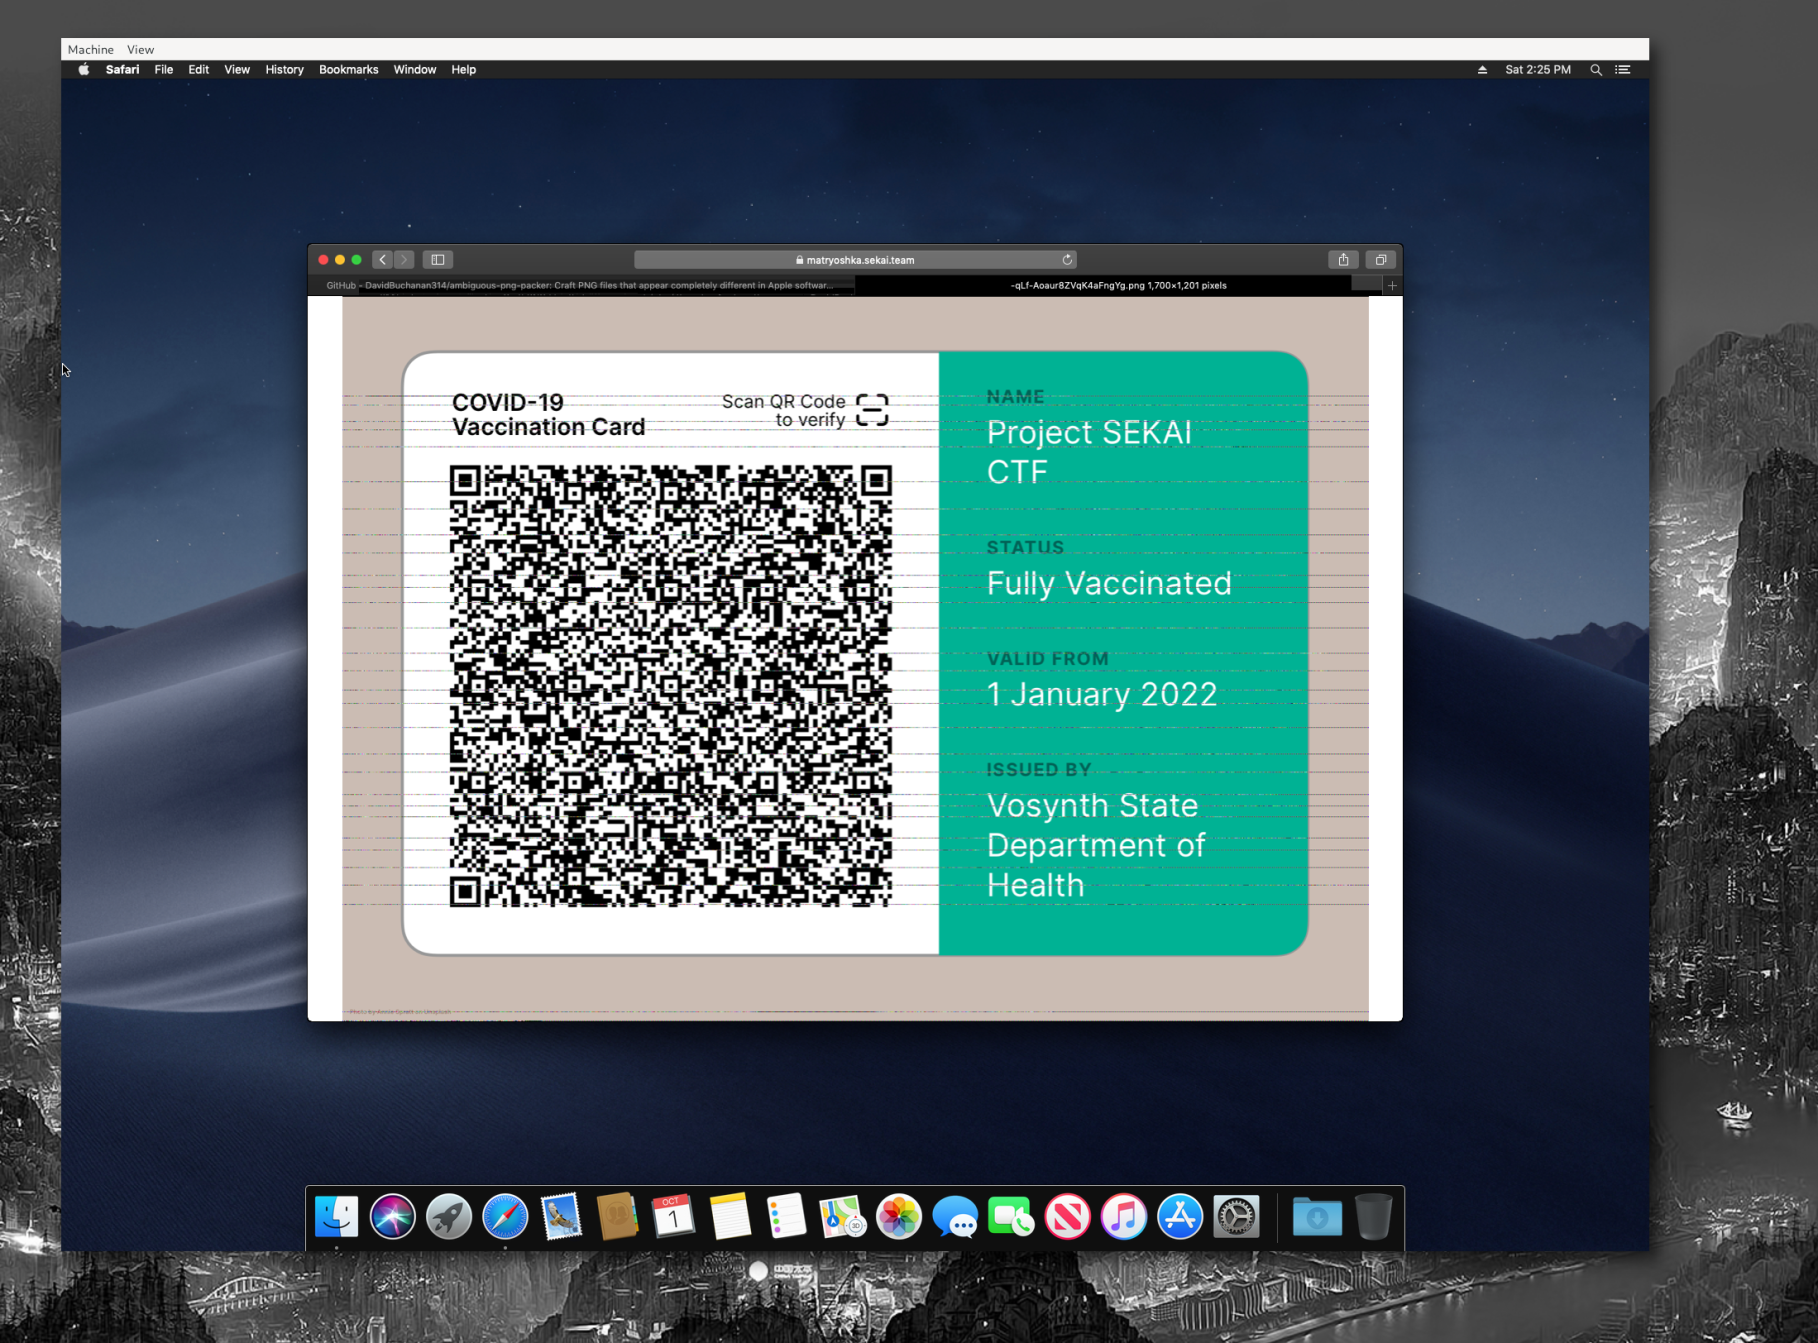 Machine View
Safari File Edit View History Bookmarks Window Help
Sat 2:25 PM
matryoshka.sekai.team
GitHub - DavidBuchanan314/ambiguous-png-packer: Craft PNG files that appear completely different in Apple softwar...
-qLf-Aoaur8ZVqK4aFngYg.png 1,700×1,201 pixels
COVID-19
Vaccination Card
Scan QR Code
to verify
NAME
Project SEKAI
CTF
STATUS
Fully Vaccinated
VALID FROM
1 January 2022
ISSUED BY
Vosynth State
Department of
Health
OCT
1
3D